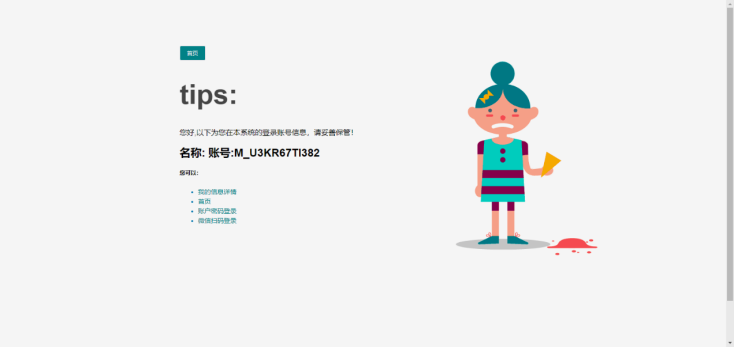 首页
tips:
您好,以下为您在本系统的登录账号信息，请妥善保管！
名称: 账号:M_U3KR67TI382
您可以:
我的信息详情
首页
账户密码登录
微信扫码登录